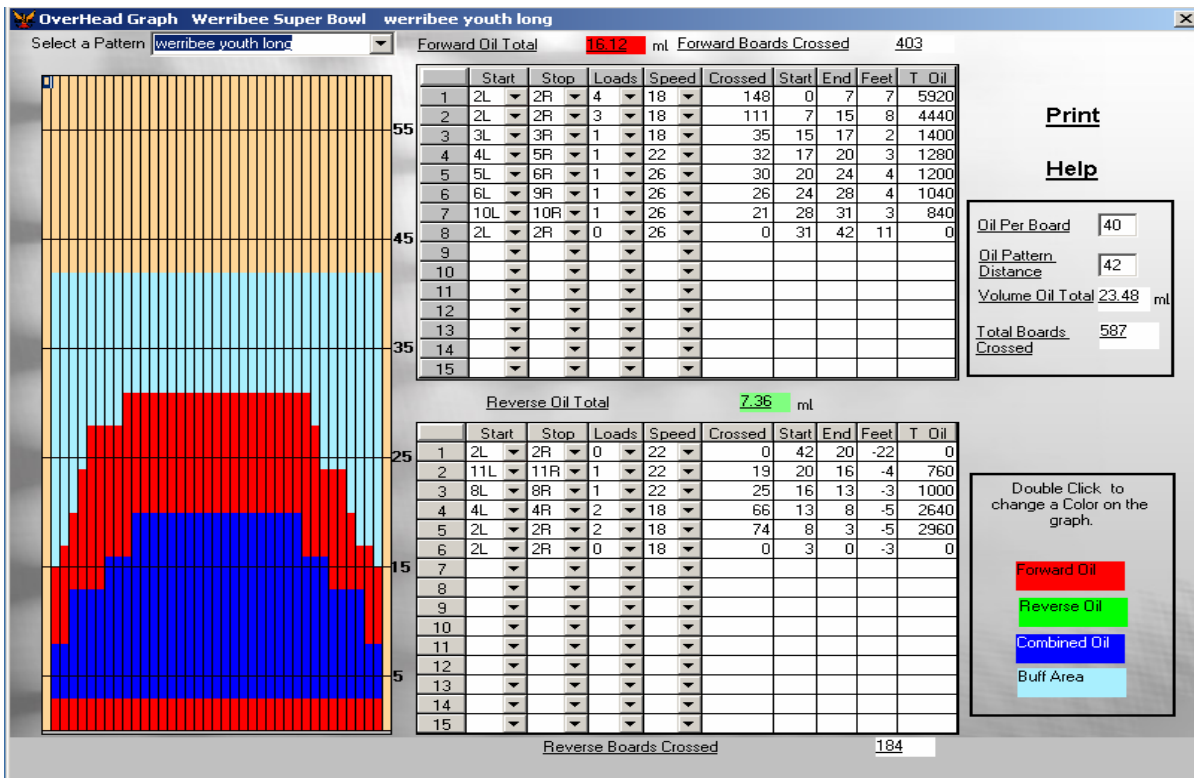 OverHead Graph Werribee Super Bowl werribee youth long
Select a Pattern werribee youth long
Forward Oil Total 16.12 ml Forward Boards Crossed 403
Start Stop Loads Speed Crossed Start End Feet T Oil
1 2L 2R 4 18 148 0 7 7 5920
2 2L 2R 3 18 111 7 15 8 4440
3 3L 3R 1 18 35 15 17 2 1400
4 4L 5R 1 22 32 17 20 3 1280
5 5L 6R 1 26 30 20 24 4 1200
6 6L 9R 1 26 26 24 28 4 1040
7 10L 10R 1 26 21 28 31 3 840
8 2L 2R 0 26 0 31 42 11 0
9
10
11
12
13
14
15
55
45
35
25
15
5
Print
Help
Oil Per Board 40
Oil Pattern
Distance 42
Volume Oil Total 23.48 ml
Total Boards
Crossed 587
Reverse Oil Total 7.36 ml
Start Stop Loads Speed Crossed Start End Feet T Oil
1 2L 2R 0 22 0 42 20 -22 0
2 11L 11R 1 22 19 20 16 -4 760
3 8L 8R 1 22 25 16 13 -3 1000
4 4L 4R 2 18 66 13 8 -5 2640
5 2L 2R 2 18 74 8 3 -5 2960
6 2L 2R 0 18 0 3 0 -3 0
7
8
9
10
11
12
13
14
15
Double Click to
change a Color on the
graph.
Forward Oil
Reverse Oil
Combined Oil
Buff Area
Reverse Boards Crossed 184